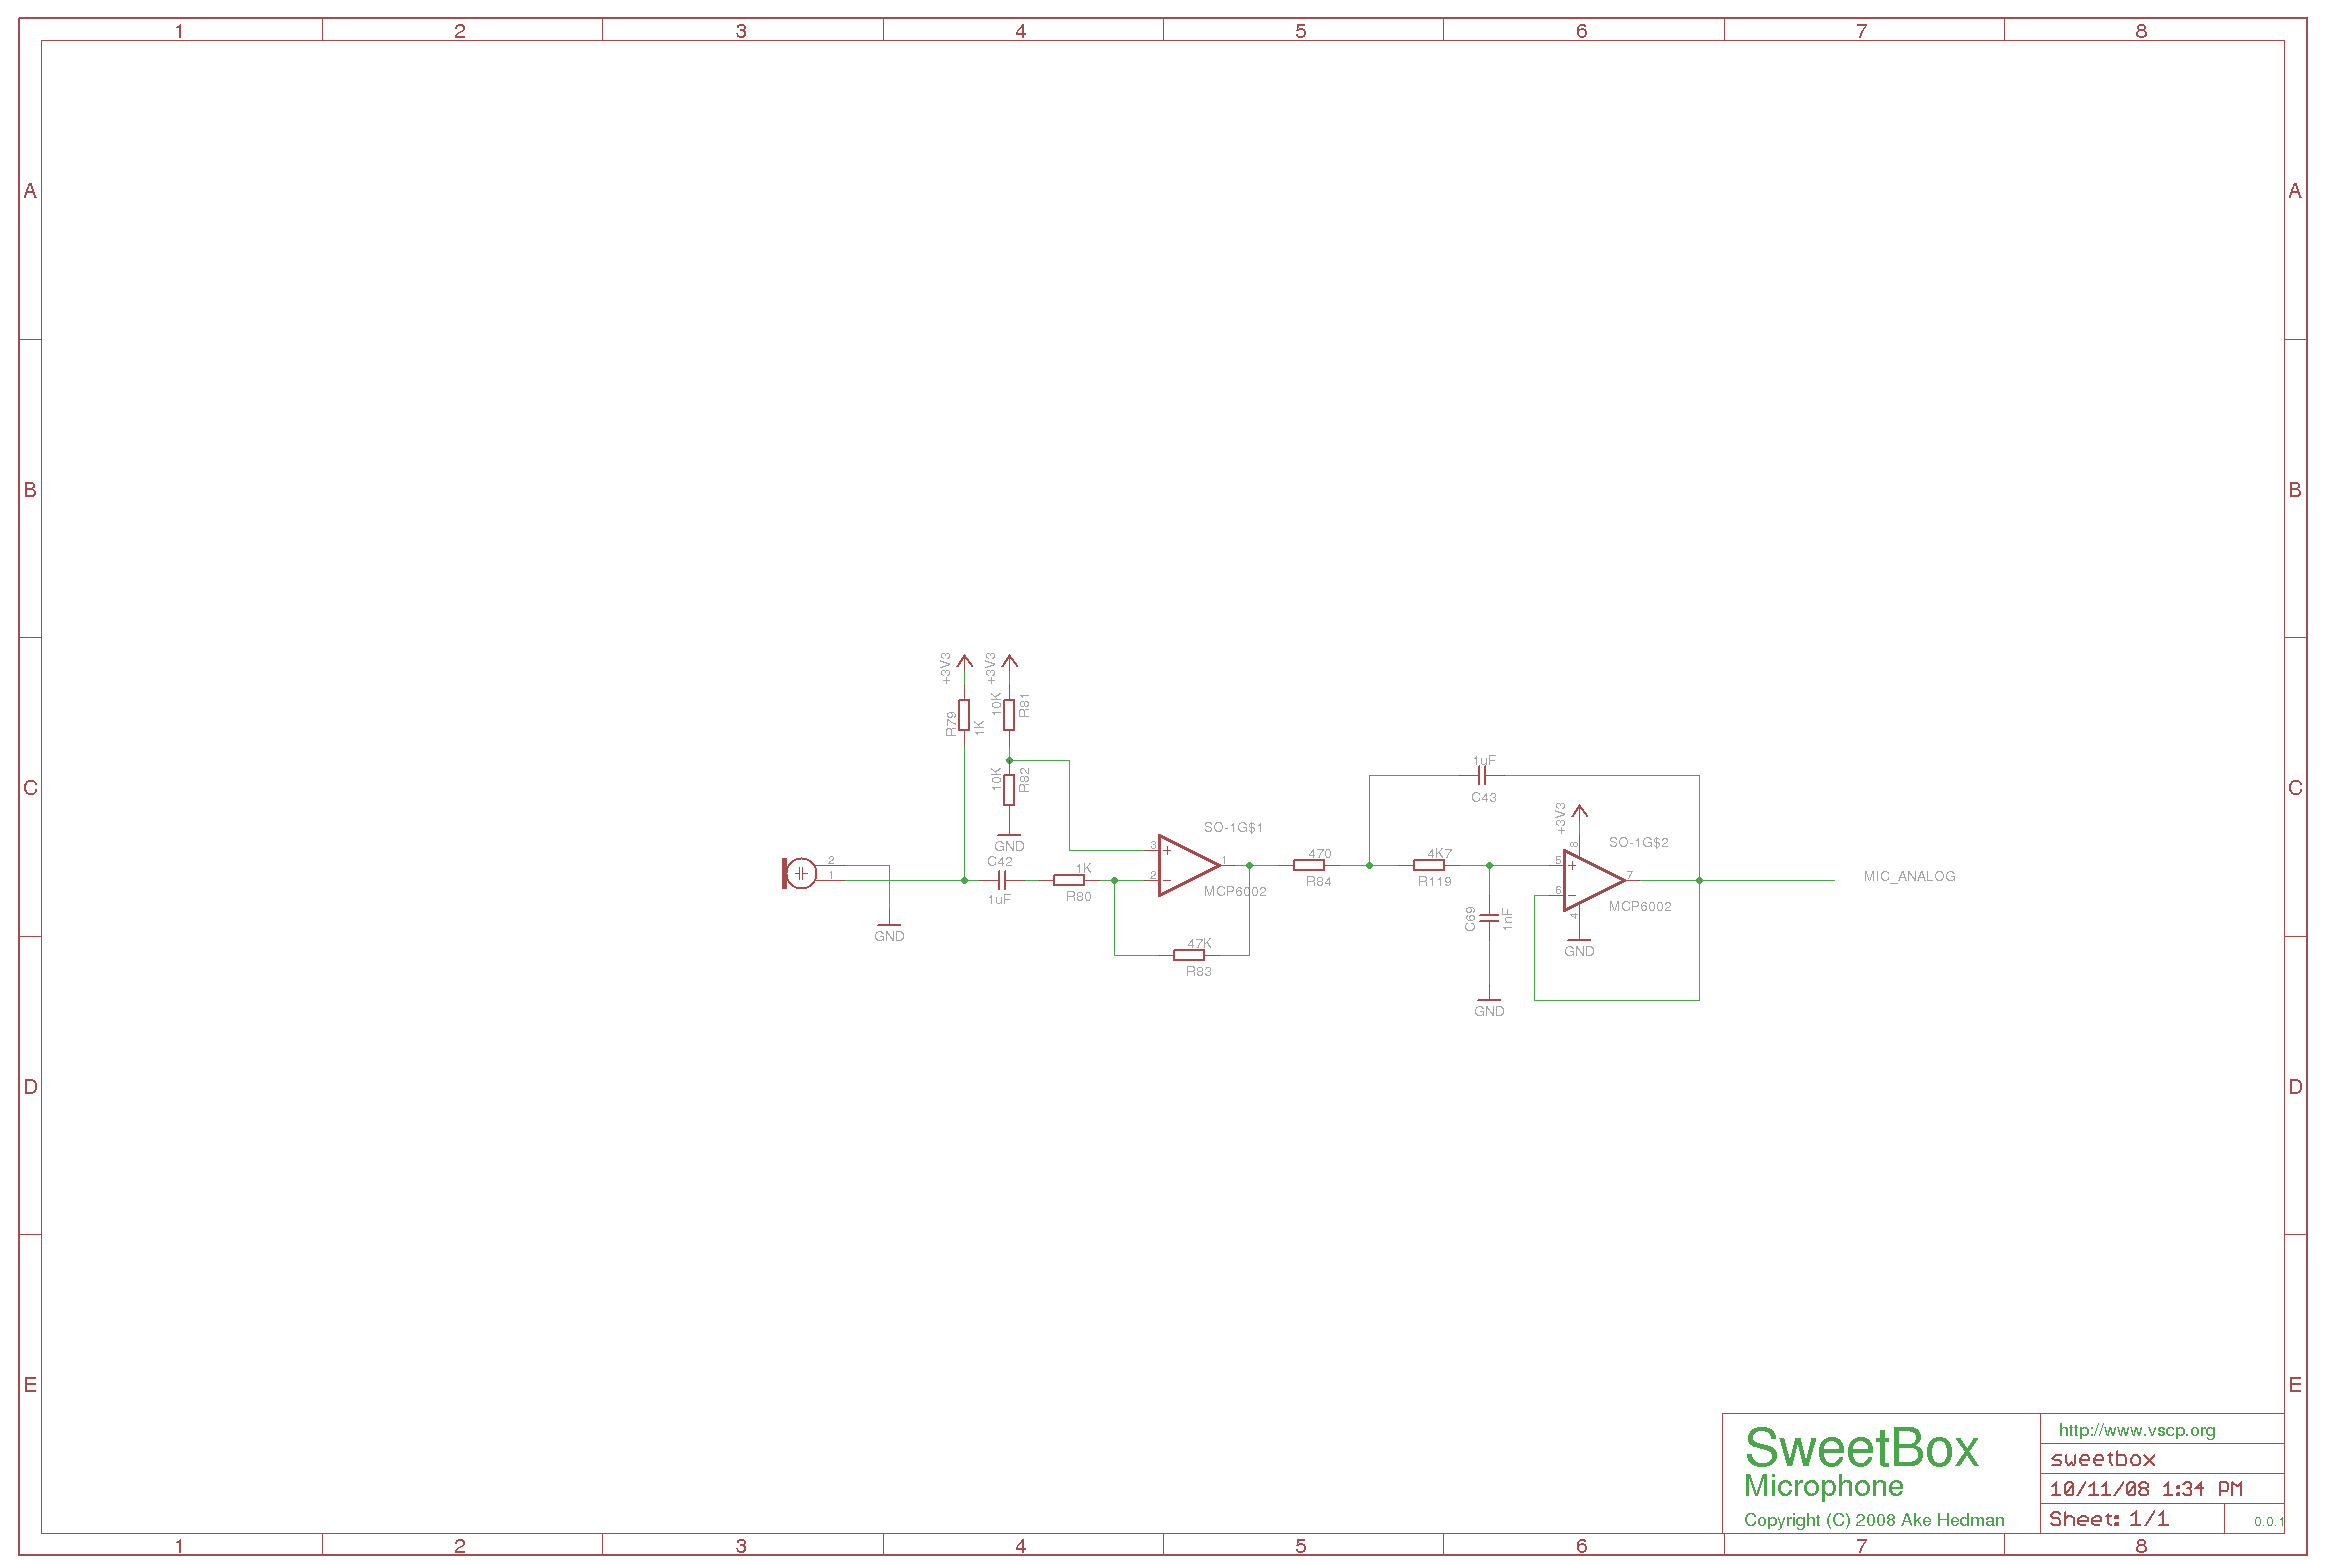 1 2 3 4 5 6 7 8
A A
B B
+3V3 +3V3
R79 1K 10K R81
10K R82
GND
C C
1uF
C43
+3V3
SO-1G$1
SO-1G$2
C42
1uF
1K
R80
3
2
1
MCP6002
470
R84
4K7
R119
5
6
8
7
4
MCP6002
MIC_ANALOG
2
1
GND
C69 1nF
GND
47K
R83
GND
D D
E E
SweetBox
Microphone
Copyright (C) 2008 Ake Hedman
http://www.vscp.org
sweetbox
10/11/08 1:34 PM
Sheet: 1/1
0.0.1
1 2 3 4 5 6 7 8